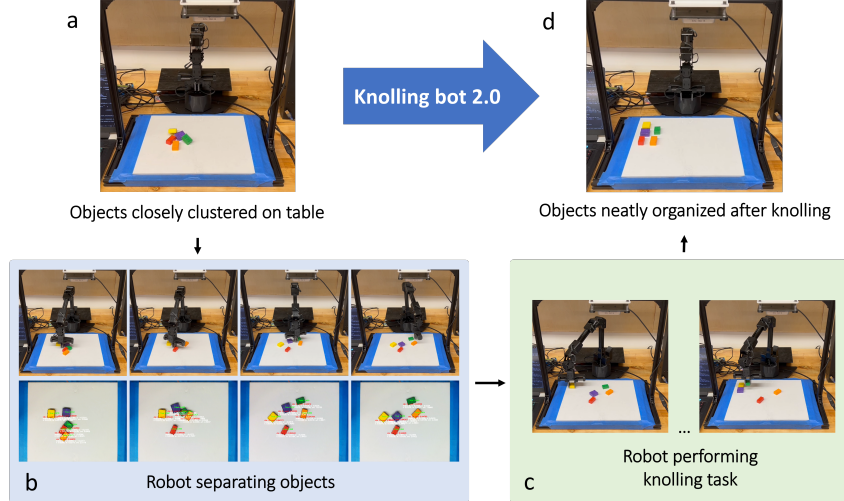 a
d
Knolling bot 2.0
Objects closely clustered on table
Objects neatly organized after knolling
...
b
Robot separating objects
Robot performing
knolling task
c